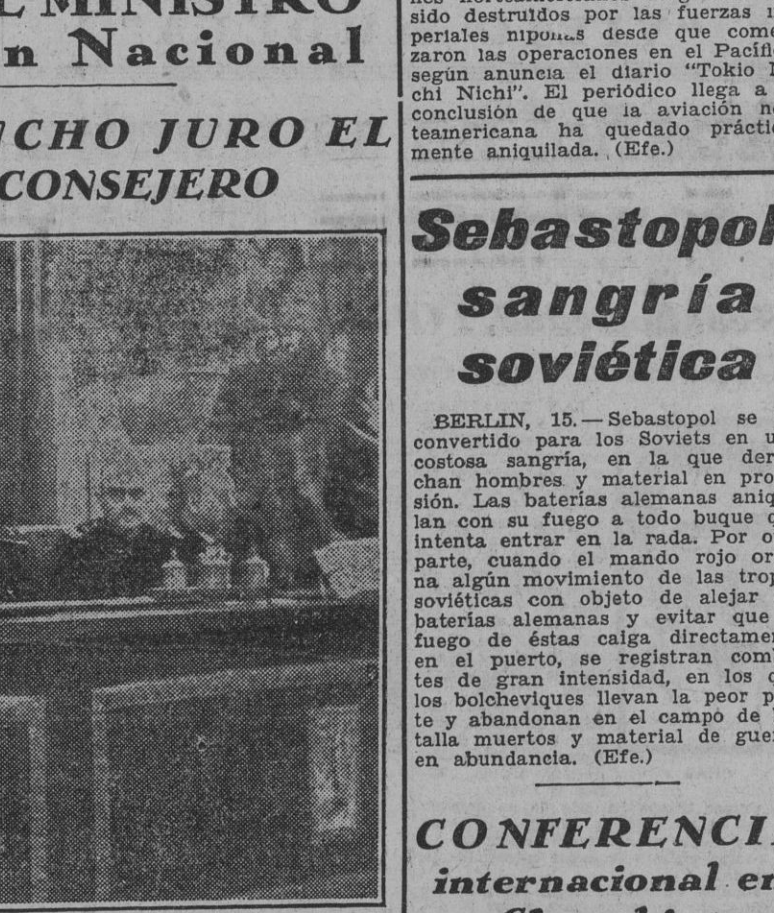 MINISTRO
n Nacional
CHO JURO EL
CONSEJERO
sido destruídos por las fuerzas
periales niponas desde que come
zaron las operaciones en el Pacífi
según anuncia el diario “Tokio
chi Nichi”. El periódico llega a
conclusión de que la aviación no
teamericana ha quedado práctic
mente aniquilada. (Efe.)
Sebastopol
sangría
soviética
BERLIN, 15. — Sebastopol se
convertido para los Soviets en u
costosa sangría, en la que der
chan hombres y material en pro
sión. Las baterías alemanas aniq
lan con su fuego a todo buque q
intenta entrar en la rada. Por o
parte, cuando el mando rojo or
na algún movimiento de las trop
soviéticas con objeto de alejar
baterías alemanas y evitar que
fuego de éstas caiga directamen
en el puerto, se registran com
tes de gran intensidad, en los q
los bolcheviques llevan la peor p
te y abandonan en el campo de
talla muertos y material de guer
en abundancia. (Efe.)
CONFERENCI
internacional en